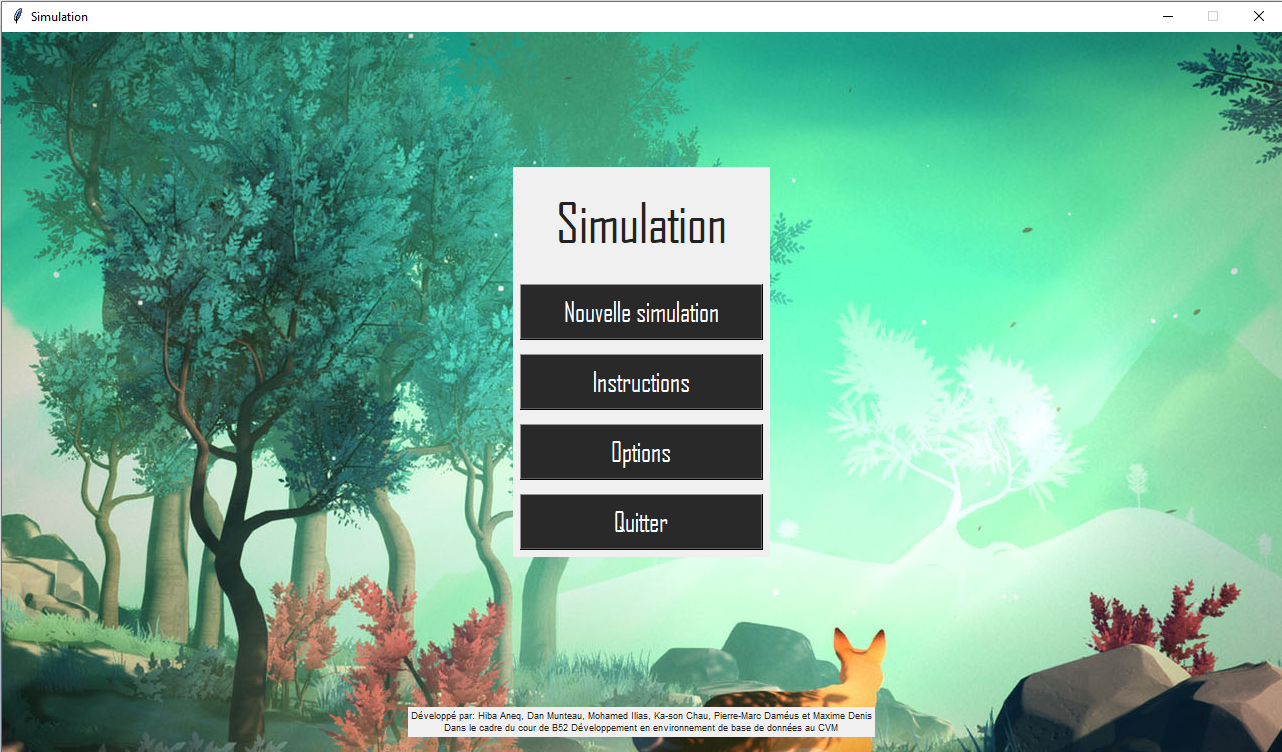 Simulation
Simulation
Nouvelle simulation
Instructions
Options
Quitter
Développé par: Hiba Aneq, Dan Munteau, Mohamed Ilias, Ka-son Chau, Pierre-Marc Daméus et Maxime Denis
Dans le cadre du cour de B52 Développement en environnement de base de données au CVM